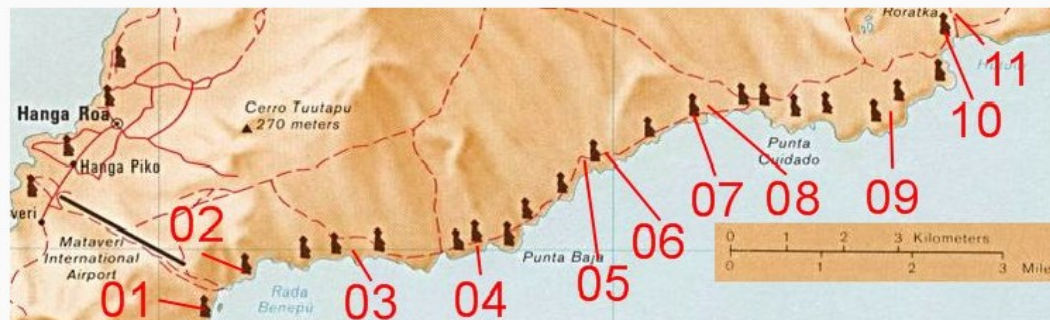 Roratka
11
Hutuiti
10
Hanga Roa
Cerro Tuutapu
270 meters
Hanga Piko
Punta
Cuidado
07
08
09
veri
02
06
Kilometers
0 1 2 3
Mataveri
International
Airport
Punta Baja
05
0 1 2 3
Mile
01
Rada
Benepú
03
04